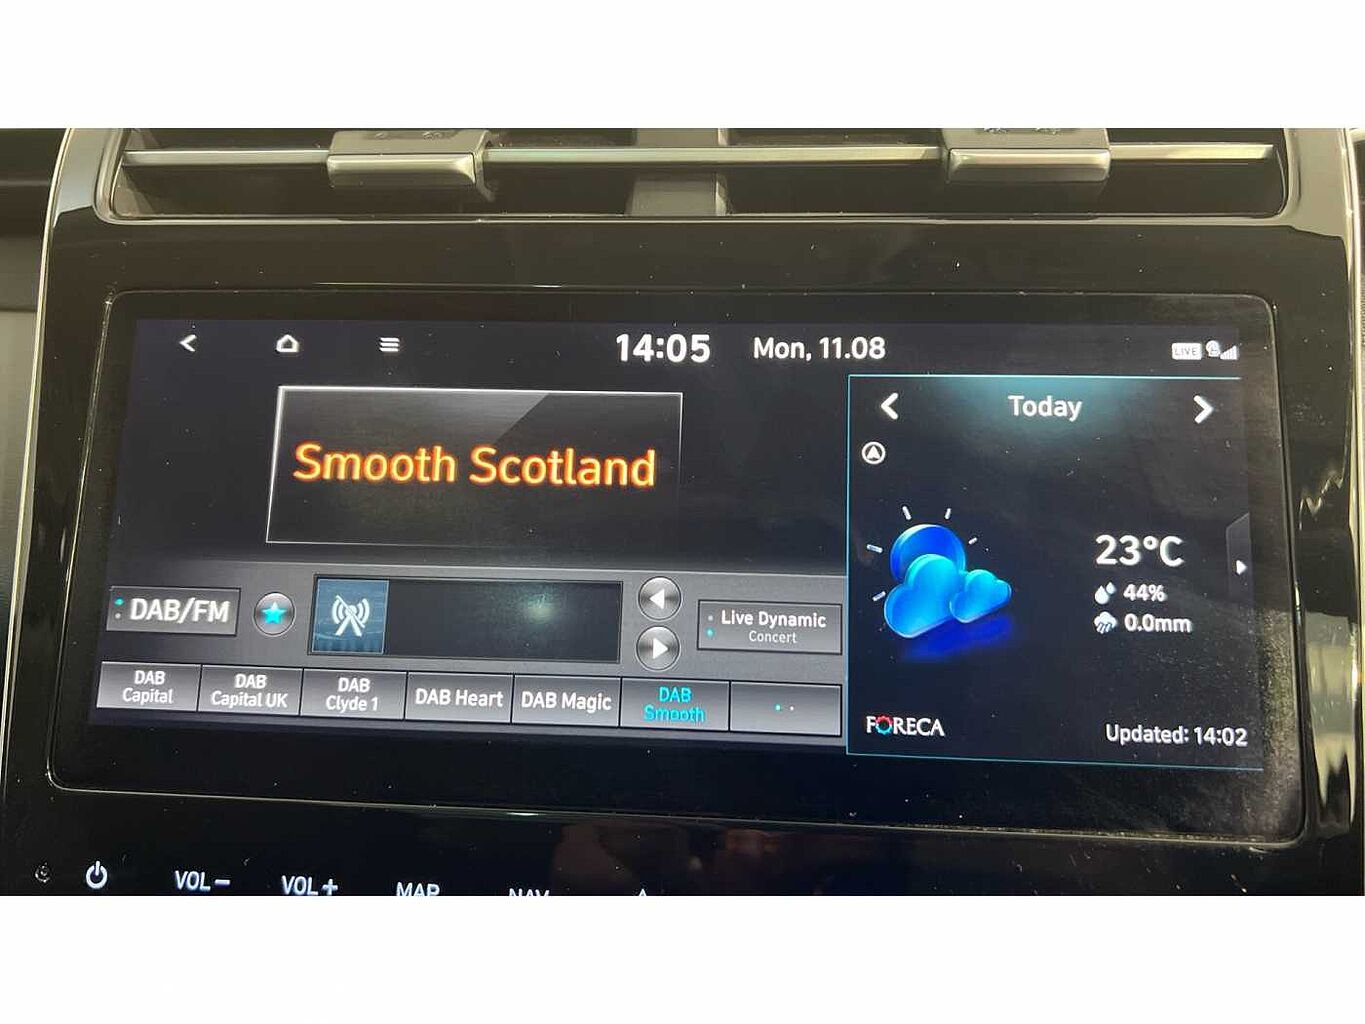 14:05 Mon, 11.08
LIVE
Smooth Scotland
DAB/FM
Live Dynamic
Concert
DAB
Capital
DAB
Capital UK
DAB
Clyde 1
DAB Heart
DAB Magic
DAB
Smooth
Today
23°C
44%
0.0mm
FORECA
Updated: 14:02
VOL− VOL+ MAP NAV